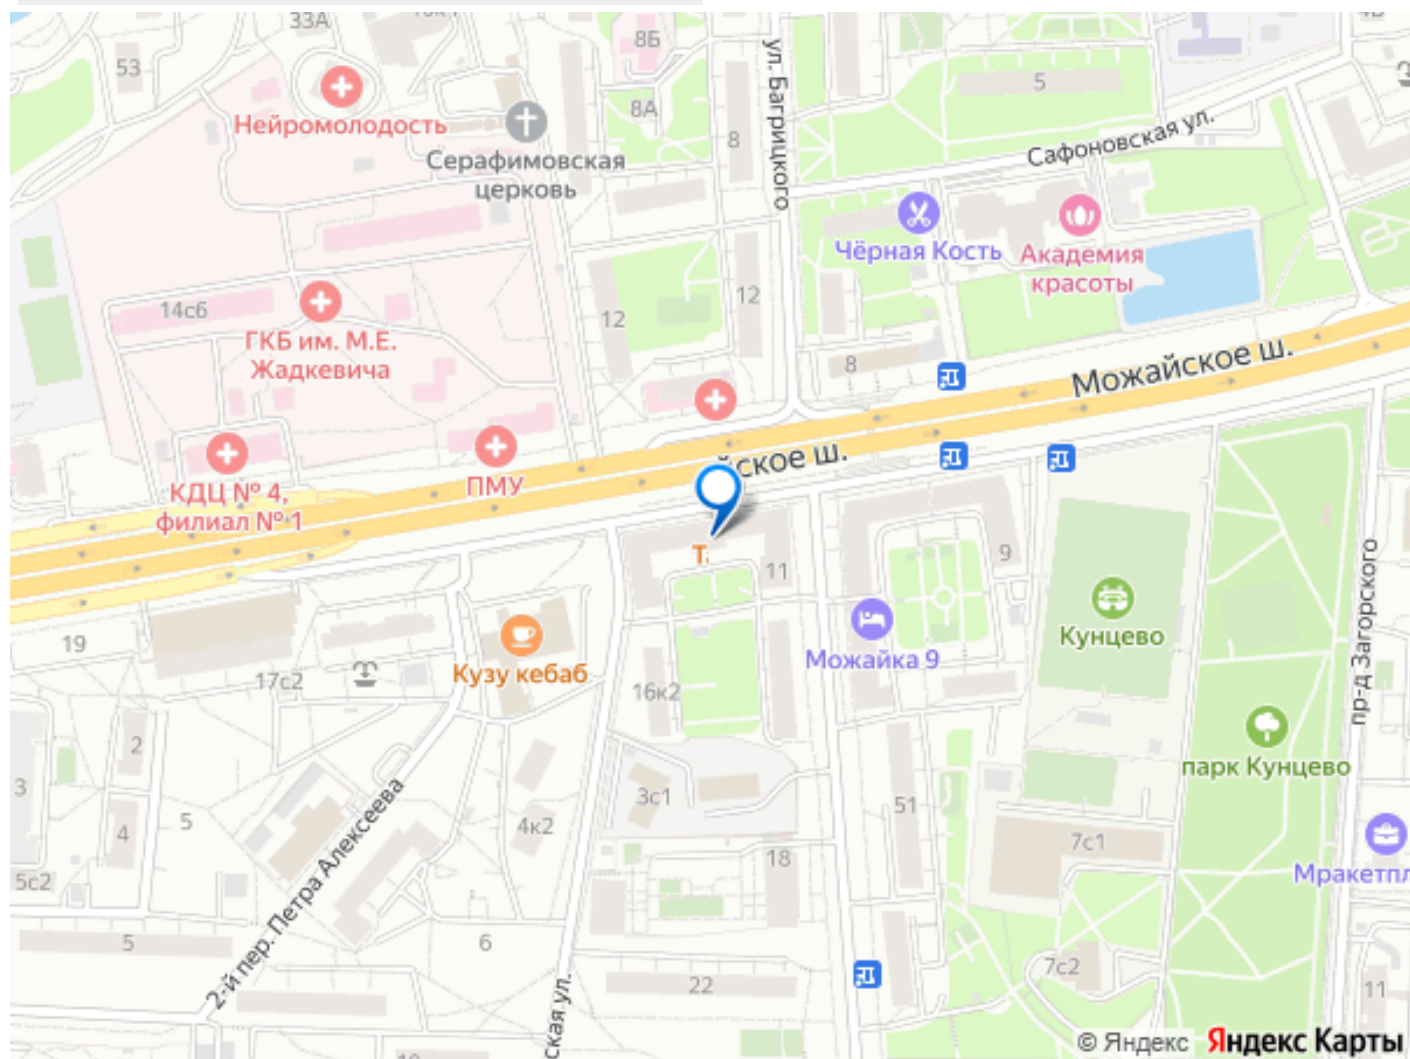 33А
53
8Б
ул. Багрицкого
5
Нейромолодость
8А
8
Серафимовская
церковь
Сафоновская ул.
Чёрная Кость
Академия
красоты
14с6
12
12
ГКБ им. М.Е.
Жадкевича
8
Можайское ш.
йское ш.
ПМУ
КДЦ № 4,
филиал № 1
Т
11
9
Кунцево
19
Кузу кебаб
Можайка 9
пр-д Загорского
17с2
16к2
2
парк Кунцево
3
3с1
51
5
4
4к2
7с1
2-й пер. Петра Алексеева
18
Мракетпл
5с2
5
6
7с2
22
11
ская ул.
© Яндекс Яндекс Карты